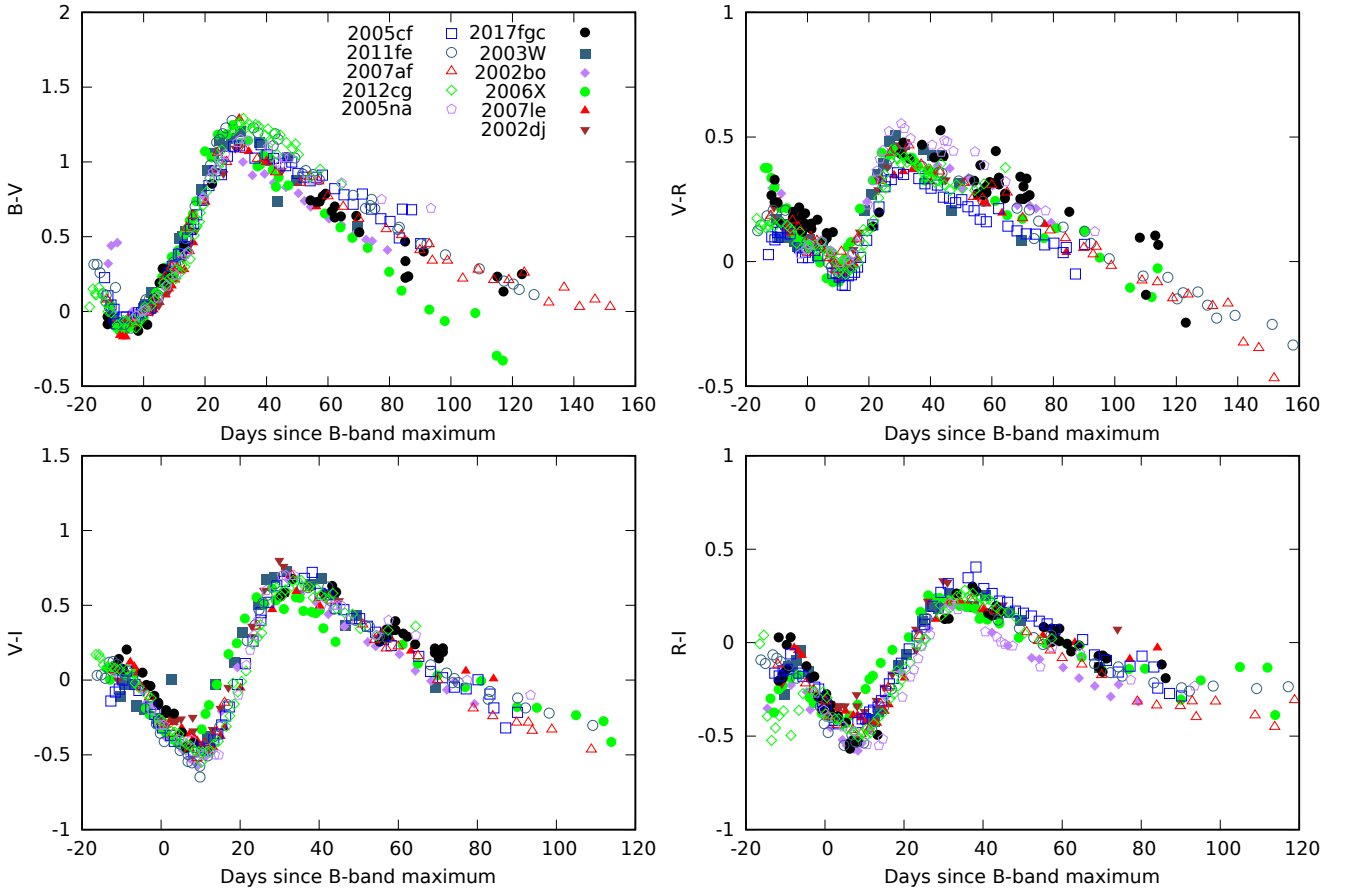 2
1.5
1
0.5
0
-0.5
B-V
2005cf 2017fgc
2011fe 2003W
2007af 2002bo
2012cg 2006X
2005na 2007le
2002dj
-20 0 20 40 60 80 100 120 140 160
Days since B-band maximum
1
0.5
0
-0.5
V-R
-20 0 20 40 60 80 100 120 140 160
Days since B-band maximum
1.5
1
0.5
0
-0.5
-1
V-I
-20 0 20 40 60 80 100 120
Days since B-band maximum
1
0.5
0
-0.5
-1
R-I
-20 0 20 40 60 80 100 120
Days since B-band maximum